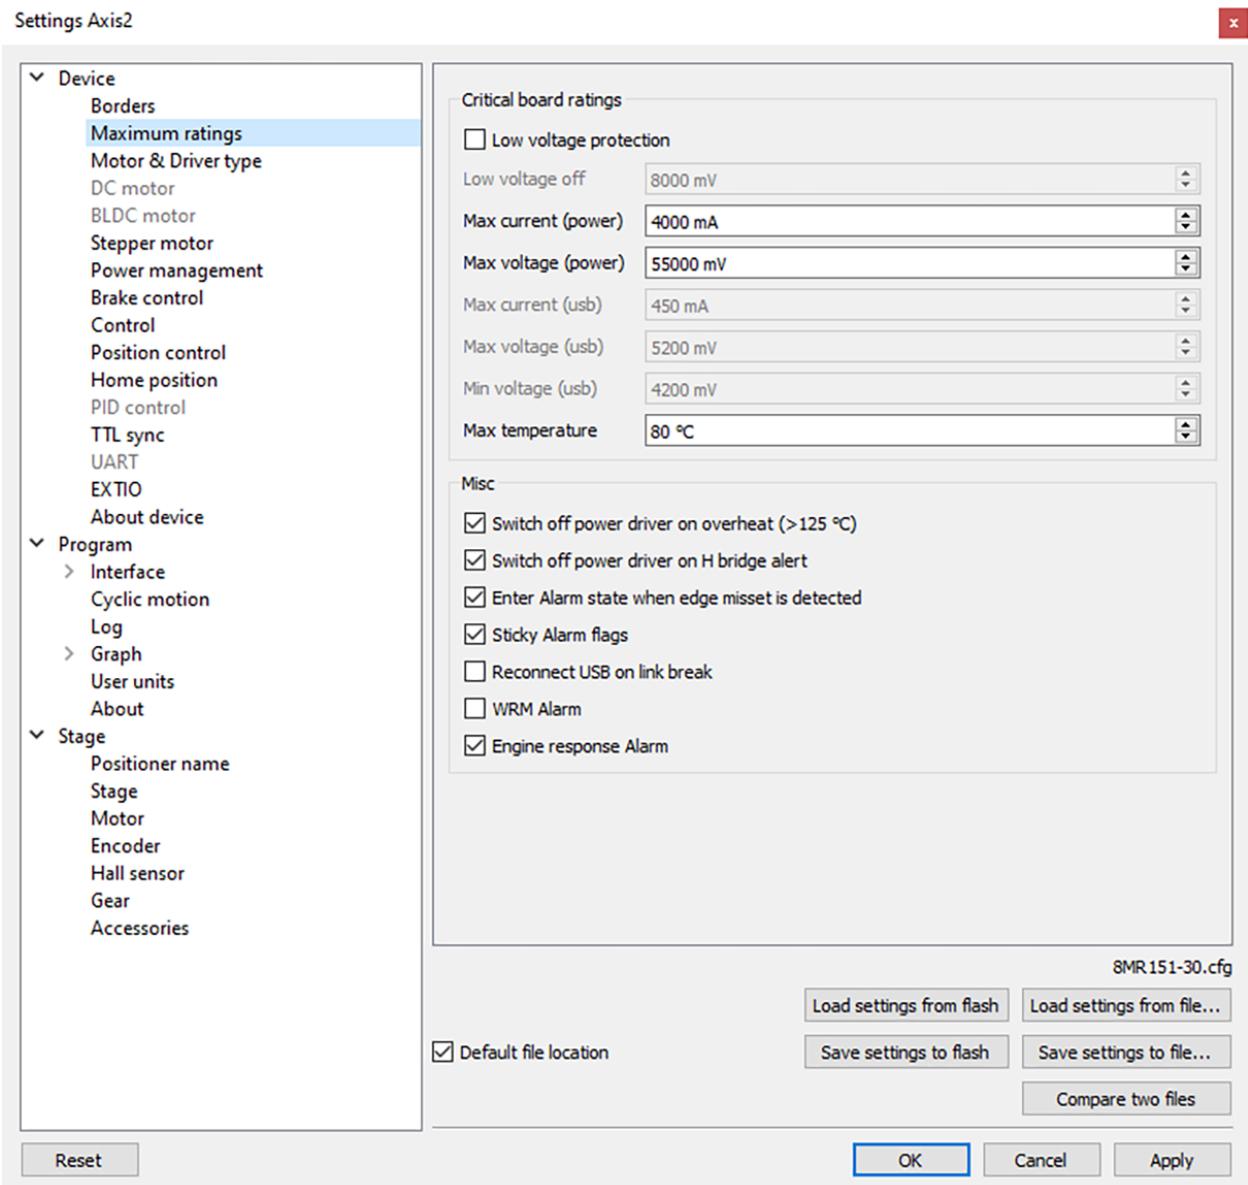 Settings Axis2
x
Device
Borders
Maximum ratings
Motor & Driver type
DC motor
BLDC motor
Stepper motor
Power management
Brake control
Control
Position control
Home position
PID control
TTL sync
UART
EXTIO
About device
Program
Interface
Cyclic motion
Log
Graph
User units
About
Stage
Positioner name
Stage
Motor
Encoder
Hall sensor
Gear
Accessories
Critical board ratings
Low voltage protection
Low voltage off 8000 mV
Max current (power) 4000 mA
Max voltage (power) 55000 mV
Max current (usb) 450 mA
Max voltage (usb) 5200 mV
Min voltage (usb) 4200 mV
Max temperature 80 °C
Misc
Switch off power driver on overheat (>125 °C)
Switch off power driver on H bridge alert
Enter Alarm state when edge misset is detected
Sticky Alarm flags
Reconnect USB on link break
WRM Alarm
Engine response Alarm
8MR151-30.cfg
Load settings from flash Load settings from file...
Default file location Save settings to flash Save settings to file...
Compare two files
Reset OK Cancel Apply